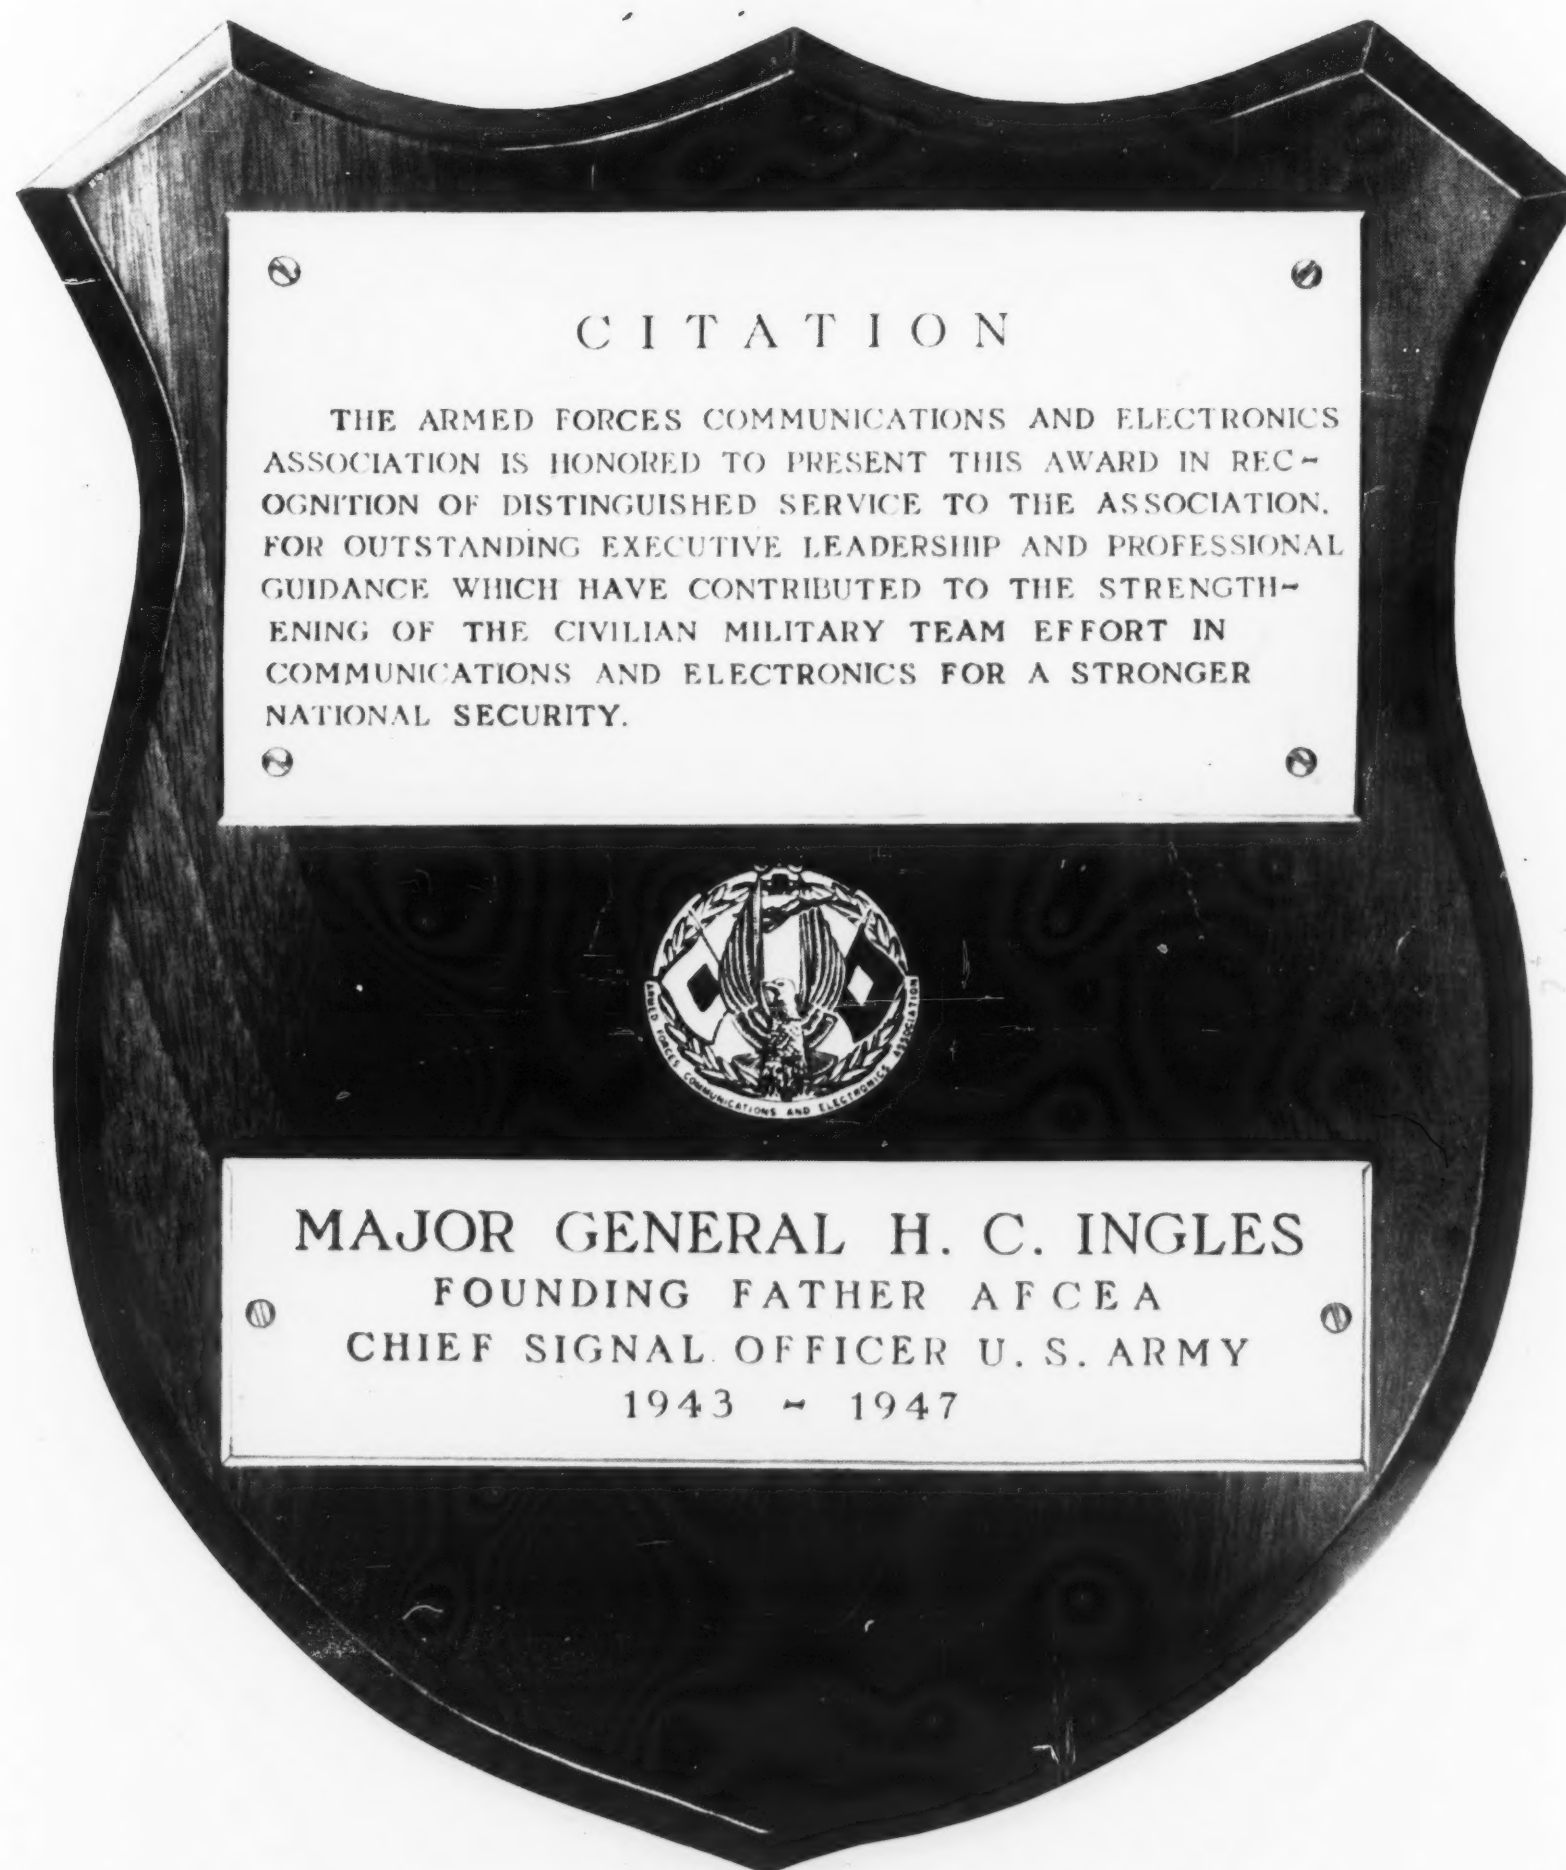 CITATION
THE ARMED FORCES COMMUNICATIONS AND ELECTRONICS
ASSOCIATION IS HONORED TO PRESENT THIS AWARD IN REC-
OGNITION OF DISTINGUISHED SERVICE TO THE ASSOCIATION.
FOR OUTSTANDING EXECUTIVE LEADERSHIP AND PROFESSIONAL
GUIDANCE WHICH HAVE CONTRIBUTED TO THE STRENGTH-
ENING OF THE CIVILIAN MILITARY TEAM EFFORT IN
COMMUNICATIONS AND ELECTRONICS FOR A STRONGER
NATIONAL SECURITY.
ARMED FORCES COMMUNICATIONS AND ELECTRONICS ASSOCIATION
MAJOR GENERAL H. C. INGLES
FOUNDING FATHER AFCEA
CHIEF SIGNAL OFFICER U. S. ARMY
1943 - 1947